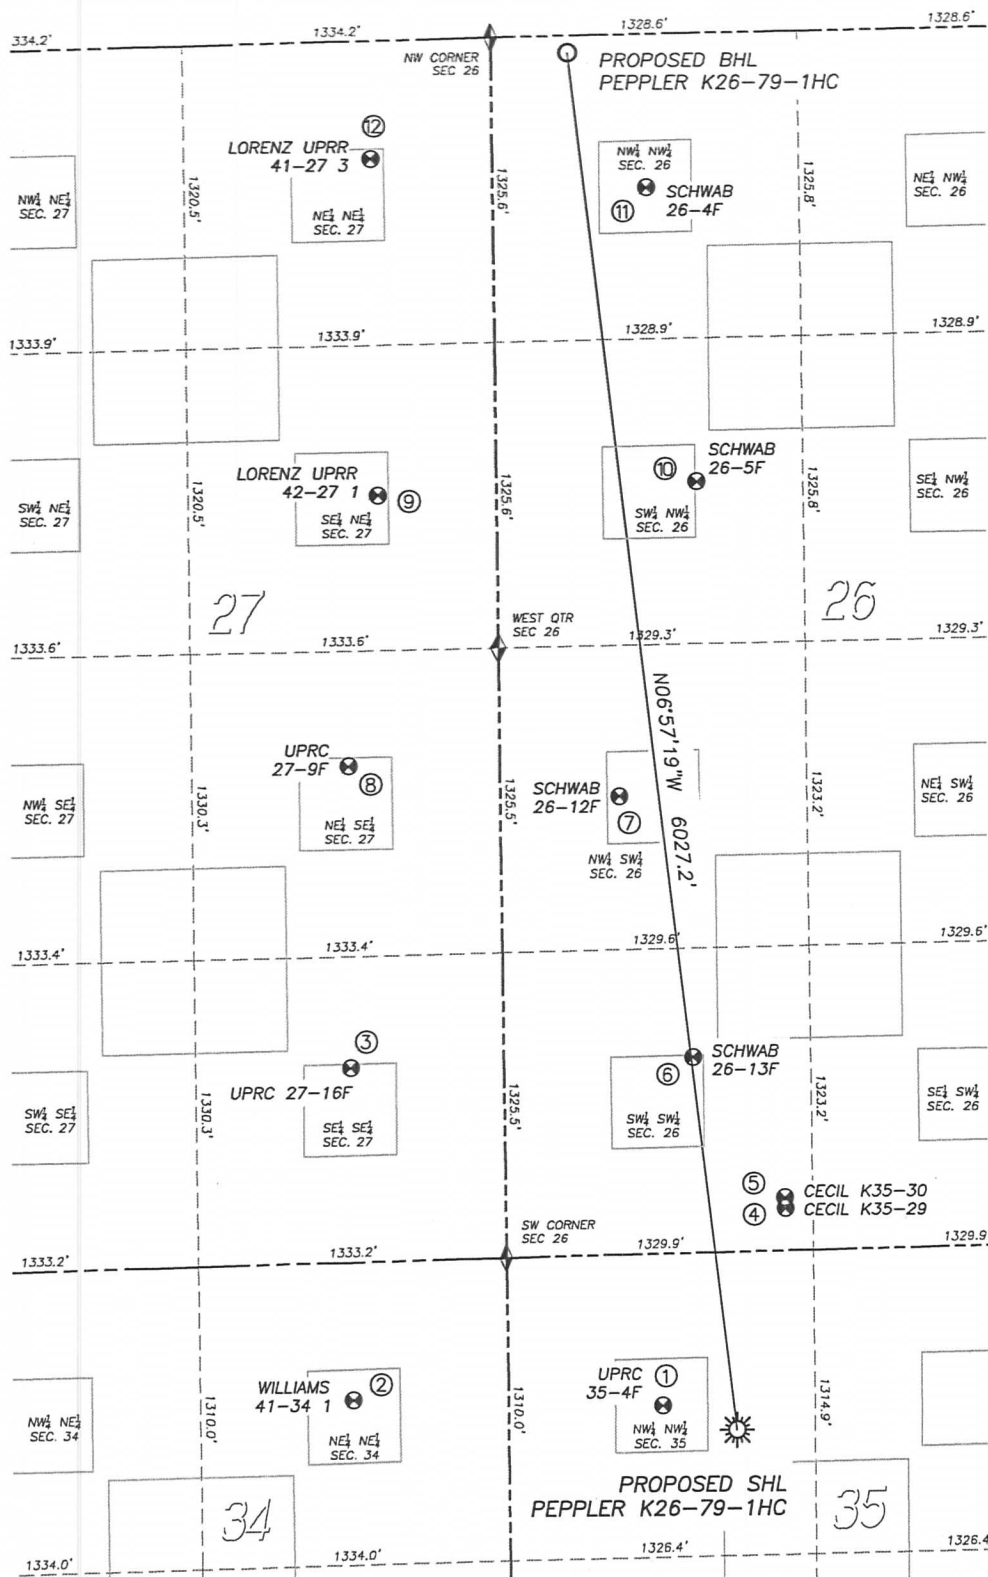 334.2'
1334.2'
1328.6'
1328.6'
NW CORNER
SEC 26
PROPOSED BHL
PEPPLER K26-79-1HC
⑫
LORENZ UPRR
41-27 3
NW¼ NE¼
SEC. 27
1320.5'
NE¼ NE¼
SEC. 27
1325.6'
NW¼ NW¼
SEC. 26
SCHWAB
26-4F
⑪
1325.8'
NE¼ NW¼
SEC. 26
1333.9'
1333.9'
1328.9'
1328.9'
LORENZ UPRR
42-27 1
⑨
SW¼ NE¼
SEC. 27
1320.5'
SE¼ NE¼
SEC. 27
1325.6'
⑩
SCHWAB
26-5F
SW¼ NW¼
SEC. 26
1325.8'
SE¼ NW¼
SEC. 26
27
26
WEST QTR
SEC 26
1333.6'
1333.6'
1329.3'
1329.3'
N06°57'19"W 6027.2'
UPRC
27-9F
⑧
NW¼ SE¼
SEC. 27
1330.3'
NE¼ SE¼
SEC. 27
1325.5'
SCHWAB
26-12F
⑦
NW¼ SW¼
SEC. 26
1323.2'
NE¼ SW¼
SEC. 26
1333.4'
1333.4'
1329.6'
1329.6'
③
UPRC 27-16F
SW¼ SE¼
SEC. 27
1330.3'
SE¼ SE¼
SEC. 27
1325.5'
⑥
SCHWAB
26-13F
SW¼ SW¼
SEC. 26
1323.2'
SE¼ SW¼
SEC. 26
⑤
CECIL K35-30
④
CECIL K35-29
SW CORNER
SEC 26
1333.2'
1333.2'
1329.9'
1329.9
WILLIAMS
41-34 1
②
NW¼ NE¼
SEC. 34
1310.0'
NE¼ NE¼
SEC. 34
1310.0'
UPRC
35-4F
①
NW¼ NW¼
SEC. 35
1314.9'
PROPOSED SHL
PEPPLER K26-79-1HC
34
35
1334.0'
1334.0'
1326.4'
1326.4